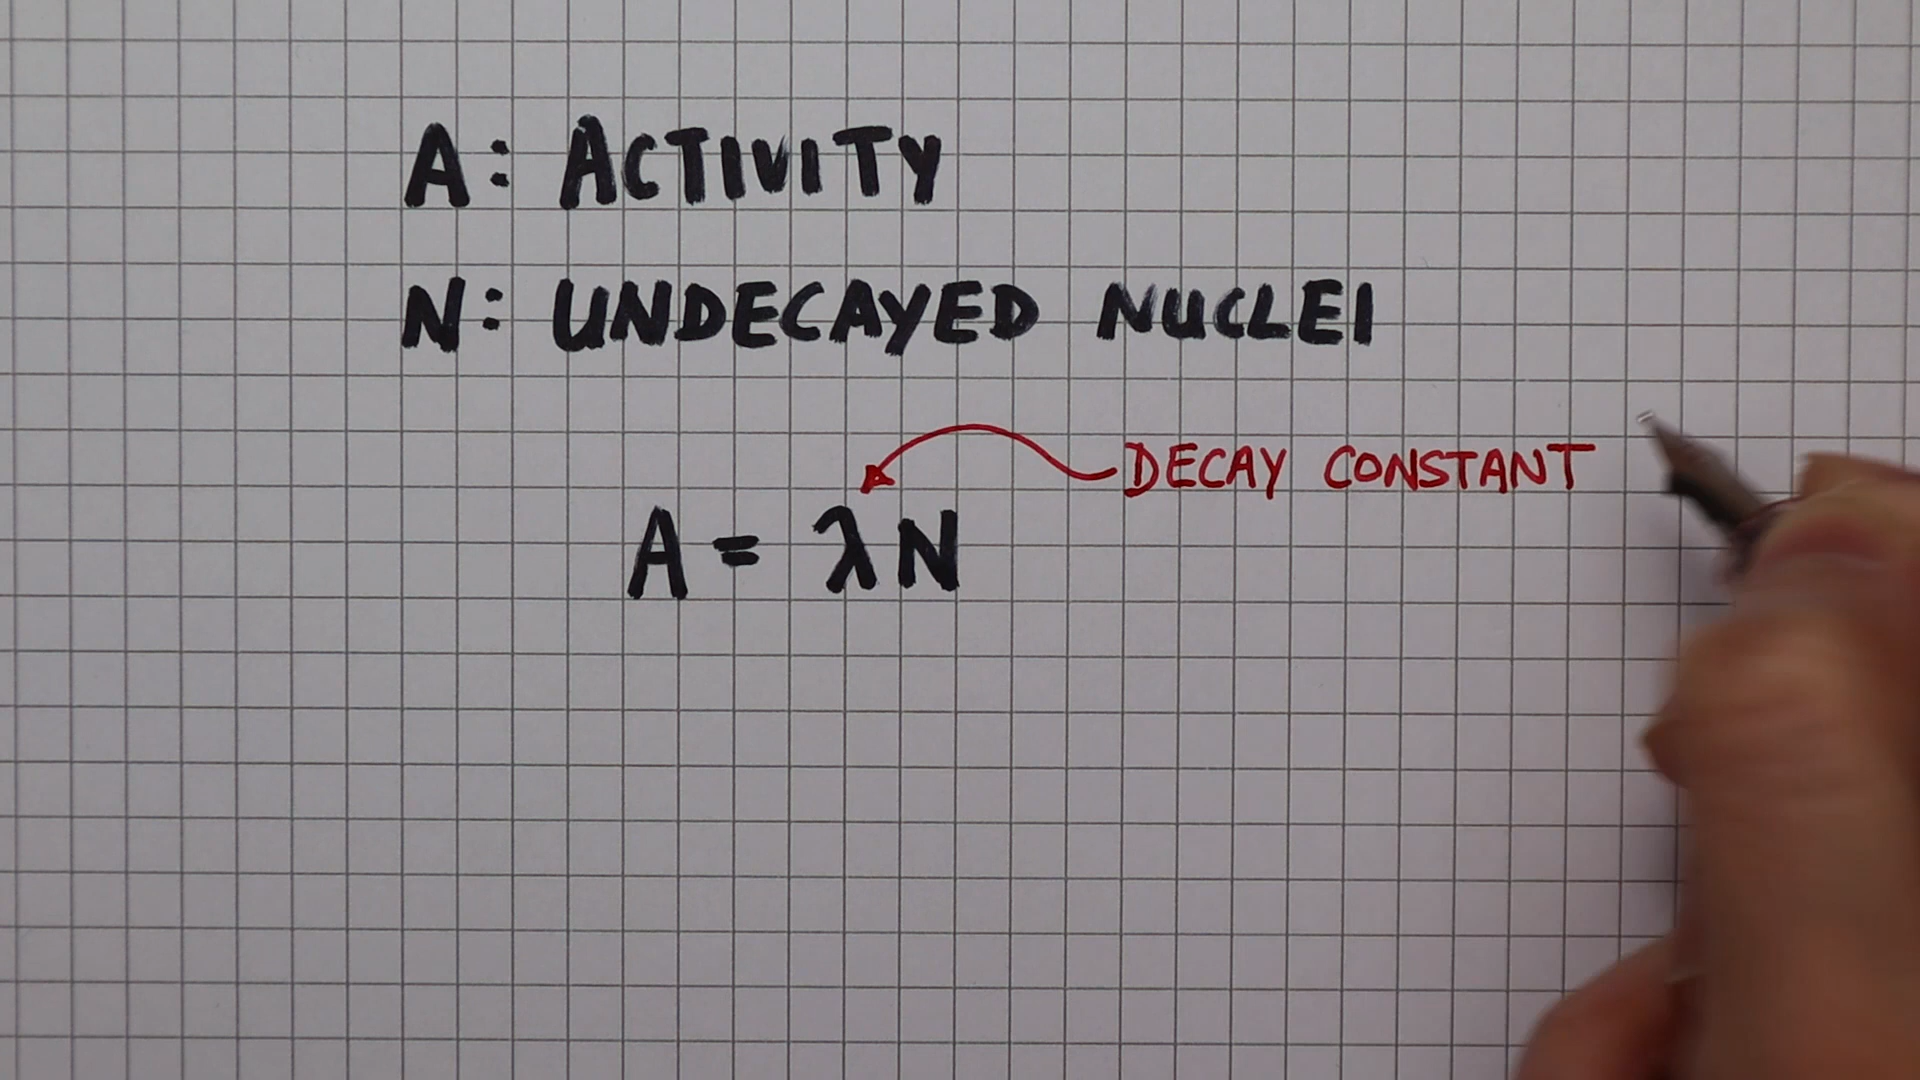 A: ACTIVITY
N: UNDECAYED NUCLEI
DECAY CONSTANT
A = λN